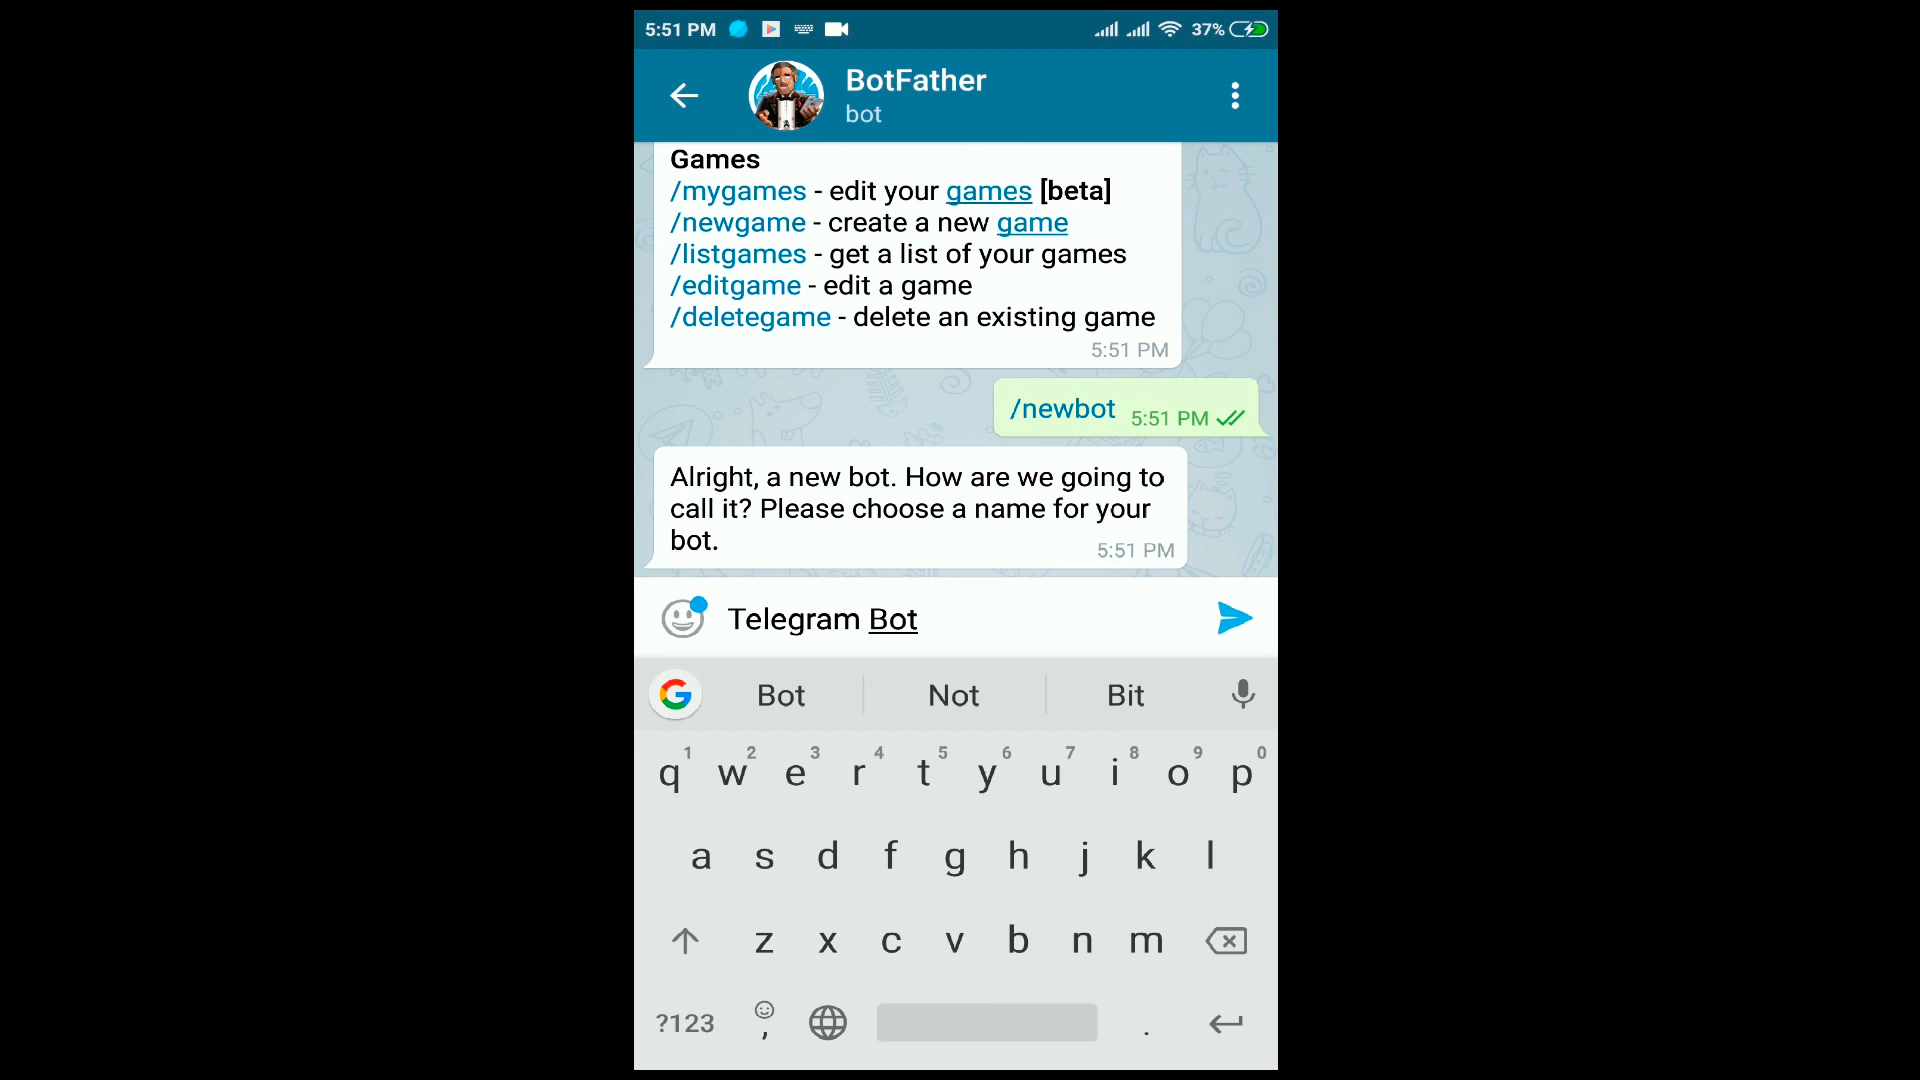 5:51 PM
37%
BotFather
bot
Games
/mygames - edit your games [beta]
/newgame - create a new game
/listgames - get a list of your games
/editgame - edit a game
/deletegame - delete an existing game
5:51 PM
/newbot 5:51 PM
Alright, a new bot. How are we going to
call it? Please choose a name for your
bot.
5:51 PM
Telegram Bot
G Bot Not Bit
1 2 3 4 5 6 7 8 9 0
q w e r t y u i o p
a s d f g h j k l
z x c v b n m
?123 , .